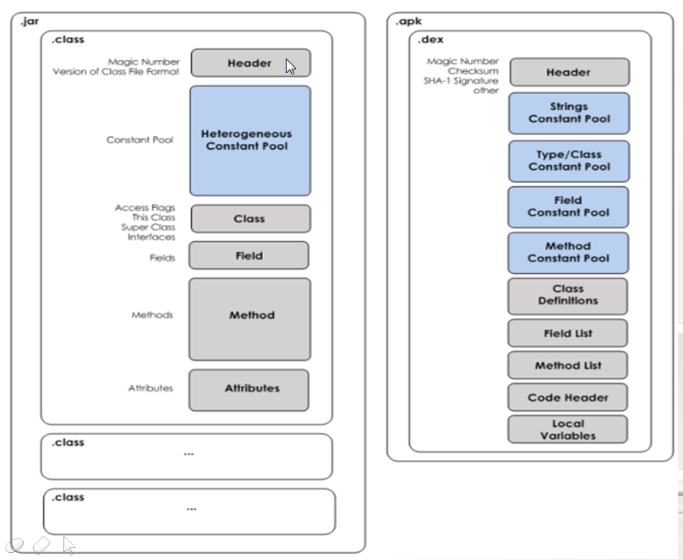 .jar
.class
Magic Number
Version of Class File Format
Header
Constant Pool
Heterogeneous
Constant Pool
Access Flags
This Class
Super Class
Interfaces
Class
Fields
Field
Methods
Method
Attributes
Attributes
.class
...
.class
...
.apk
.dex
Magic Number
Checksum
SHA-1 Signature
other
Header
Strings
Constant Pool
Type/Class
Constant Pool
Field
Constant Pool
Method
Constant Pool
Class
Definitions
Field List
Method List
Code Header
Local
Variables